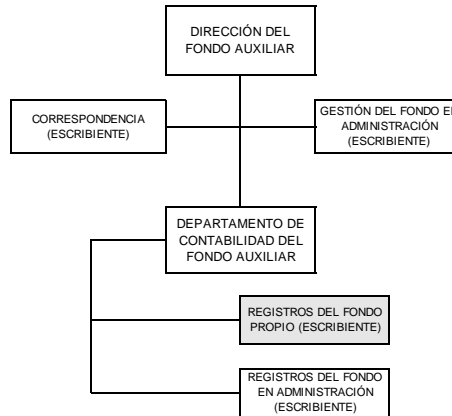 DIRECCIÓN DEL
FONDO AUXILIAR
CORRESPONDENCIA
(ESCRIBIENTE)
GESTIÓN DEL FONDO E
ADMINISTRACIÓN
(ESCRIBIENTE)
DEPARTAMENTO DE
CONTABILIDAD DEL
FONDO AUXILIAR
REGISTROS DEL FONDO
PROPIO (ESCRIBIENTE)
REGISTROS DEL FONDO
EN ADMINISTRACIÓN
(ESCRIBIENTE)